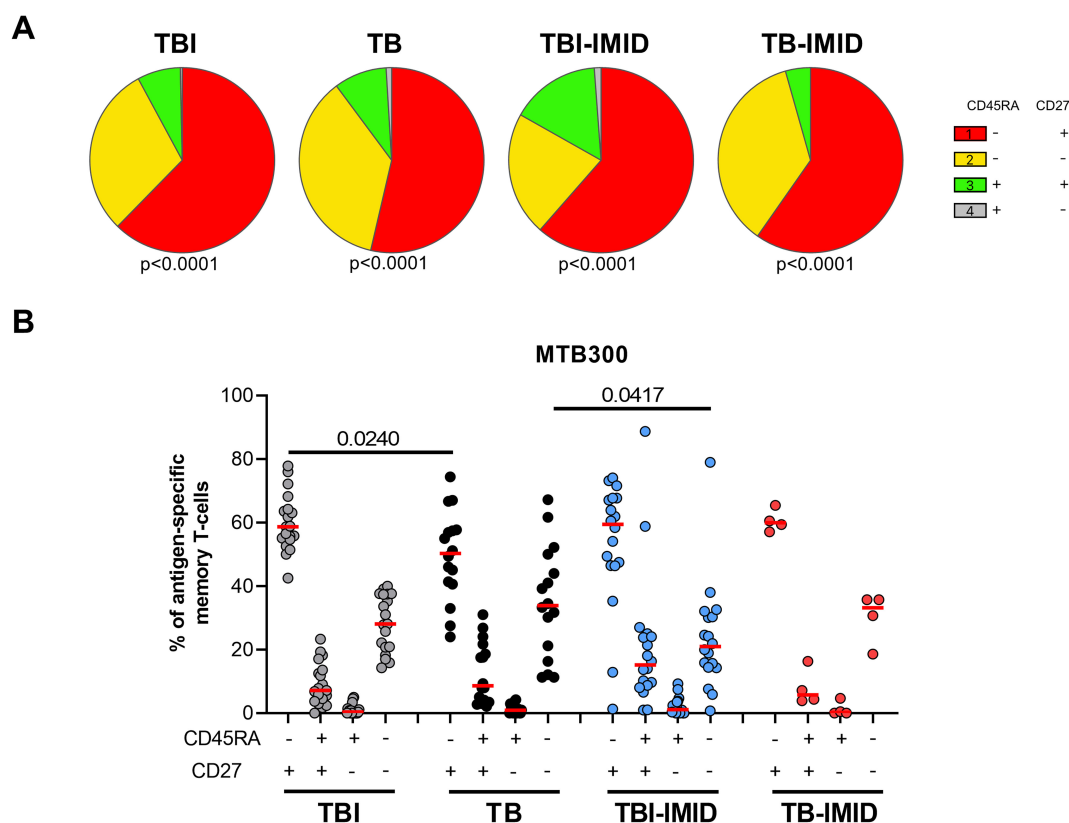 A
TBI TB TBI-IMID TB-IMID
p<0.0001 p<0.0001 p<0.0001 p<0.0001
CD45RA CD27
1 - +
2 - -
3 + +
4 + -
B
MTB300
% of antigen-specific
memory T-cells
100
80
60
40
20
0
0.0240
0.0417
CD45RA - + + - - + + - - + + - - + + -
CD27 + + - - + + - - + + - - + + - -
TBI TB TBI-IMID TB-IMID